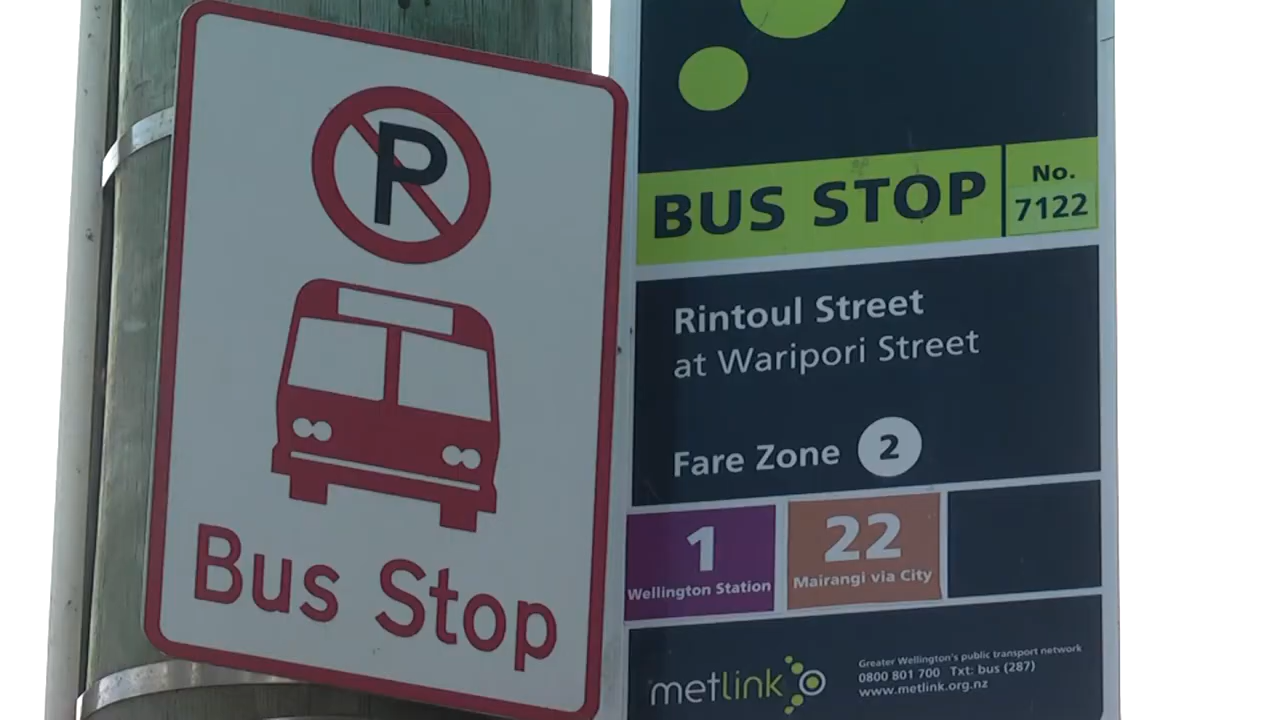 P
Bus Stop
BUS STOP
No.
7122
Rintoul Street
at Waripori Street
Fare Zone 2
1
Wellington Station
22
Mairangi via City
metlink
Greater Wellington's public transport network
0800 801 700 Txt: bus (287)
www.metlink.org.nz